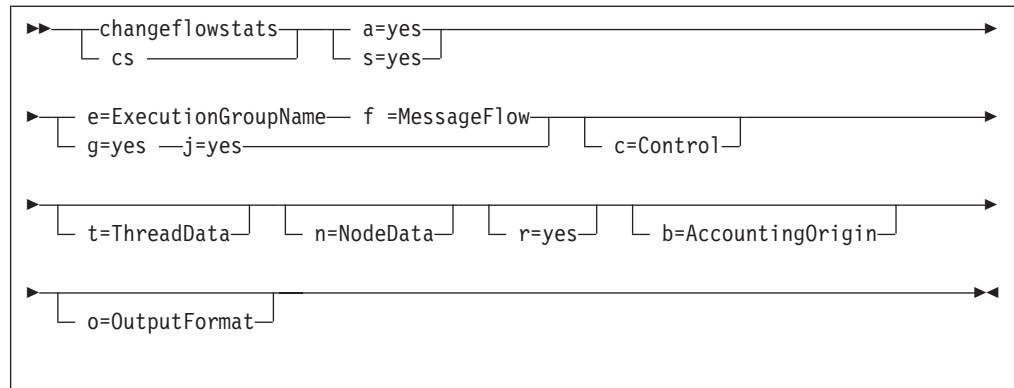 changeflowstats a=yes
cs s=yes
e=ExecutionGroupName f =MessageFlow
g=yes j=yes c=Control
t=ThreadData n=NodeData r=yes b=AccountingOrigin
o=OutputFormat